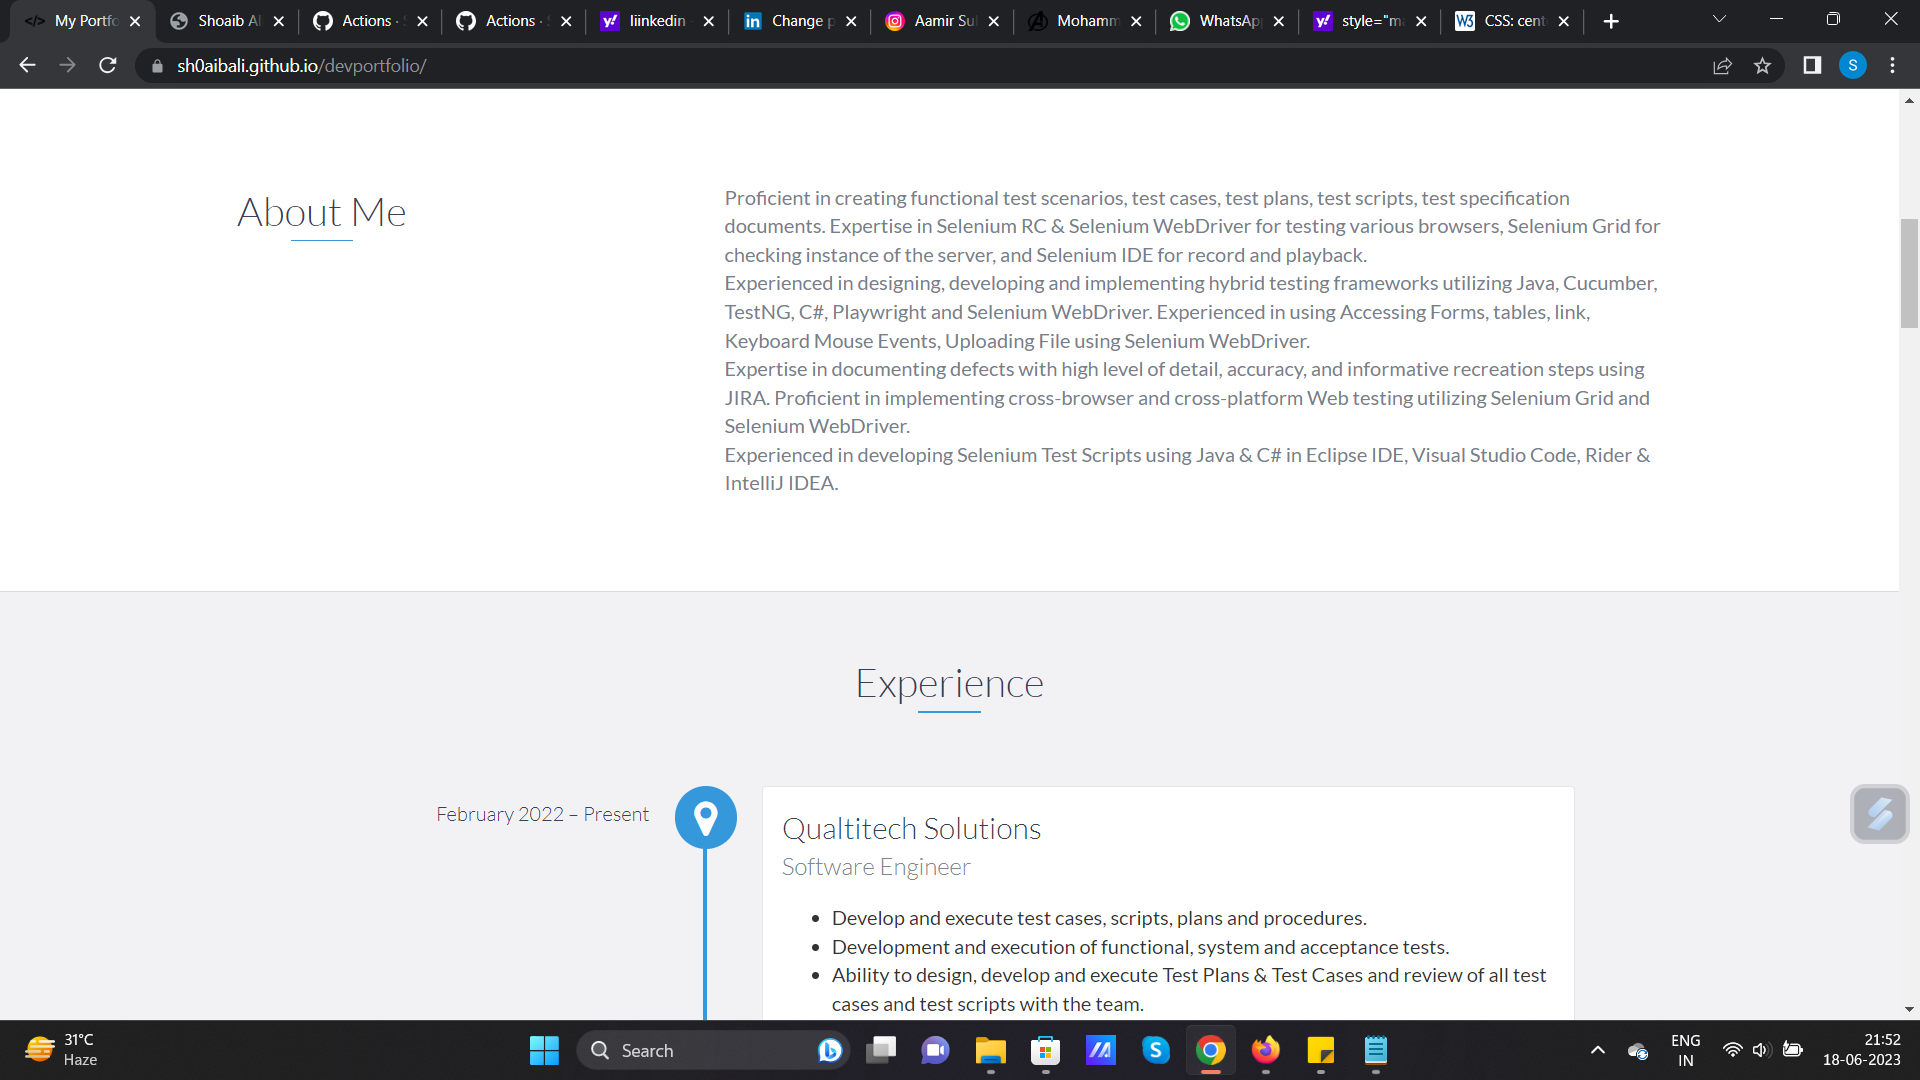 My Portfo
Shoaib Al
Actions ·
Actions ·
liinkedin
Change p
Aamir Sul
Mohamm
WhatsAp
style="ma
CSS: cent
sh0aibali.github.io/devportfolio/
S
About Me
Proficient in creating functional test scenarios, test cases, test plans, test scripts, test specification
documents. Expertise in Selenium RC & Selenium WebDriver for testing various browsers, Selenium Grid for
checking instance of the server, and Selenium IDE for record and playback.
Experienced in designing, developing and implementing hybrid testing frameworks utilizing Java, Cucumber,
TestNG, C#, Playwright and Selenium WebDriver. Experienced in using Accessing Forms, tables, link,
Keyboard Mouse Events, Uploading File using Selenium WebDriver.
Expertise in documenting defects with high level of detail, accuracy, and informative recreation steps using
JIRA. Proficient in implementing cross-browser and cross-platform Web testing utilizing Selenium Grid and
Selenium WebDriver.
Experienced in developing Selenium Test Scripts using Java & C# in Eclipse IDE, Visual Studio Code, Rider &
IntelliJ IDEA.
Experience
February 2022 – Present
Qualtitech Solutions
Software Engineer
• Develop and execute test cases, scripts, plans and procedures.
• Development and execution of functional, system and acceptance tests.
• Ability to design, develop and execute Test Plans & Test Cases and review of all test
cases and test scripts with the team.
31°C
Haze
Search
ENG
IN
21:52
18-06-2023